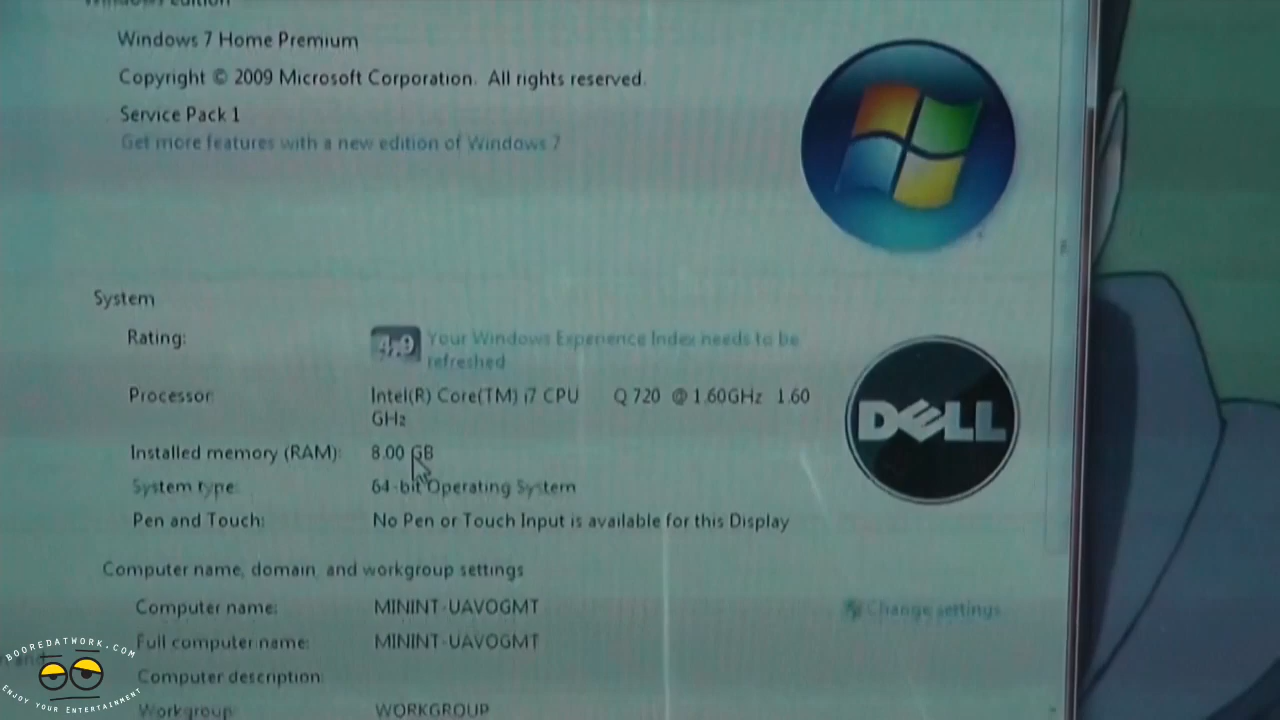 Windows edition
Windows 7 Home Premium
Copyright © 2009 Microsoft Corporation. All rights reserved.
Service Pack 1
Get more features with a new edition of Windows 7
System
Rating:
4.9 Your Windows Experience Index needs to be
refreshed
Processor: Intel(R) Core(TM) i7 CPU Q 720 @ 1.60GHz 1.60
GHz
Installed memory (RAM): 8.00 GB
System type: 64-bit Operating System
Pen and Touch: No Pen or Touch Input is available for this Display
DELL
Computer name, domain, and workgroup settings
Computer name: MININT-UAVOGMT
Change settings
Full computer name: MININT-UAVOGMT
Computer description:
Workgroup: WORKGROUP
BOOREDATWORK.COM
ENJOY YOUR ENTERTAINMENT